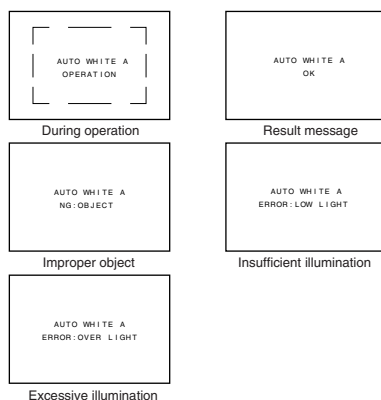 AUTO WHITE A
OPERATION
During operation
AUTO WHITE A
OK
Result message
AUTO WHITE A
NG:OBJECT
Improper object
AUTO WHITE A
ERROR:LOW LIGHT
Insufficient illumination
AUTO WHITE A
ERROR:OVER LIGHT
Excessive illumination